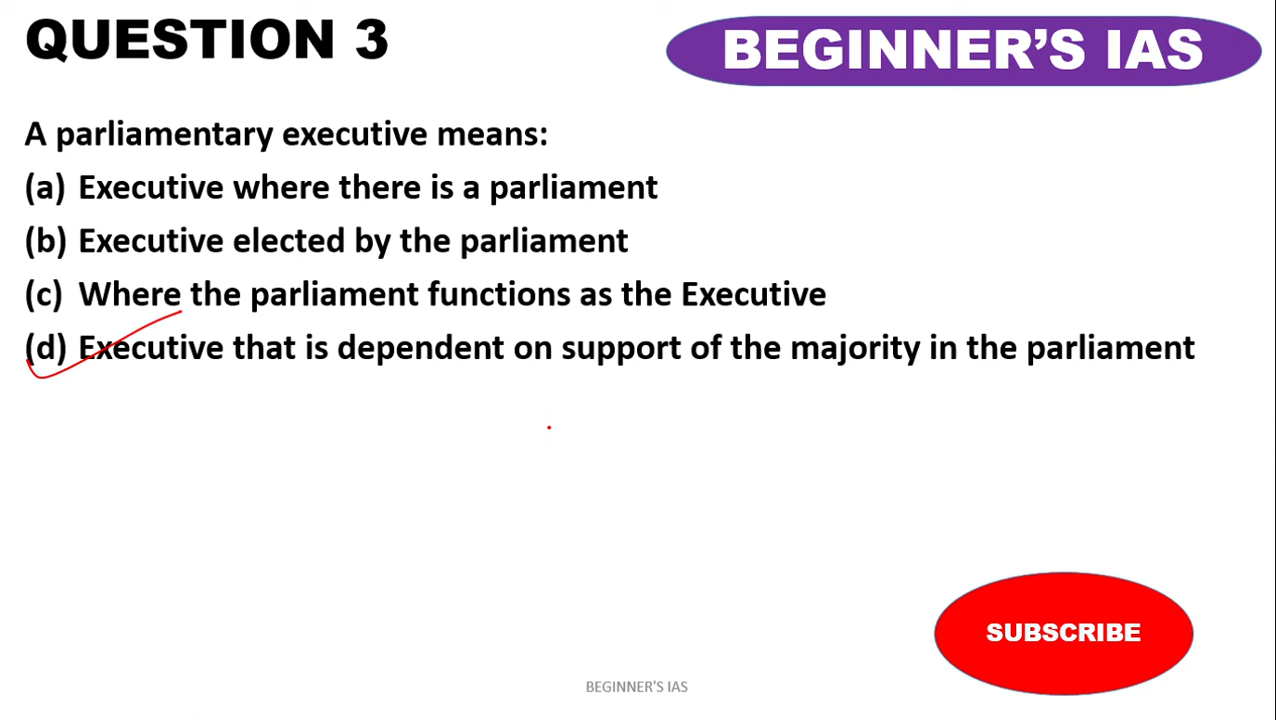 QUESTION 3
BEGINNER’S IAS
A parliamentary executive means:
(a) Executive where there is a parliament
(b) Executive elected by the parliament
(c) Where the parliament functions as the Executive
(d) Executive that is dependent on support of the majority in the parliament
SUBSCRIBE
BEGINNER'S IAS